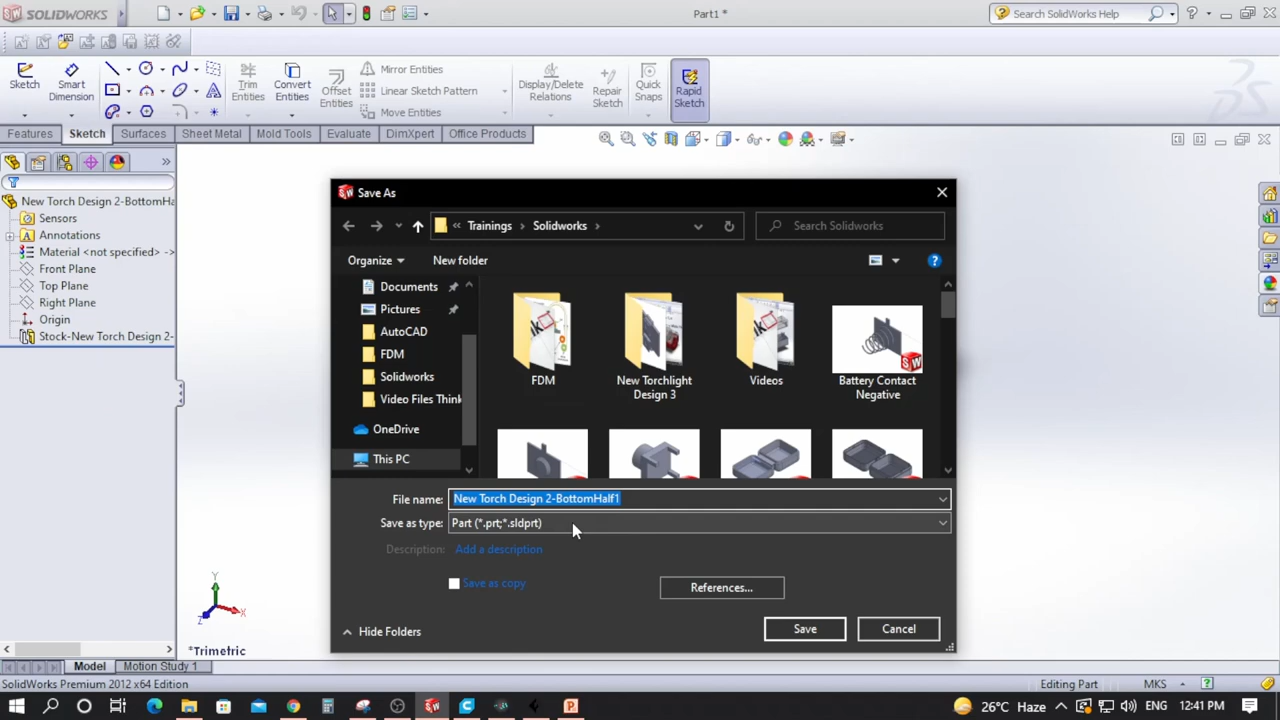 SOLIDWORKS
Part1 *
Search SolidWorks Help
Sketch
Smart Dimension
Trim Entities
Convert Entities
Offset Entities
Mirror Entities
Linear Sketch Pattern
Move Entities
Display/Delete Relations
Repair Sketch
Quick Snaps
Rapid Sketch
Features
Sketch
Surfaces
Sheet Metal
Mold Tools
Evaluate
DimXpert
Office Products
New Torch Design 2-BottomHa
Sensors
Annotations
Material <not specified> ->
Front Plane
Top Plane
Right Plane
Origin
Stock-New Torch Design 2-
Save As
« Trainings > Solidworks >
Search Solidworks
Organize
New folder
Documents
Pictures
AutoCAD
FDM
Solidworks
Video Files Think
OneDrive
This PC
FDM
New Torchlight Design 3
Videos
Battery Contact Negative
File name: New Torch Design 2-BottomHalf1
Save as type: Part (*.prt;*.sldprt)
Description: Add a description
Save as copy
References...
Hide Folders
Save
Cancel
Y
X
Z
*Trimetric
Model
Motion Study 1
SolidWorks Premium 2012 x64 Edition
Editing Part
MKS
26°C Haze
12:41 PM